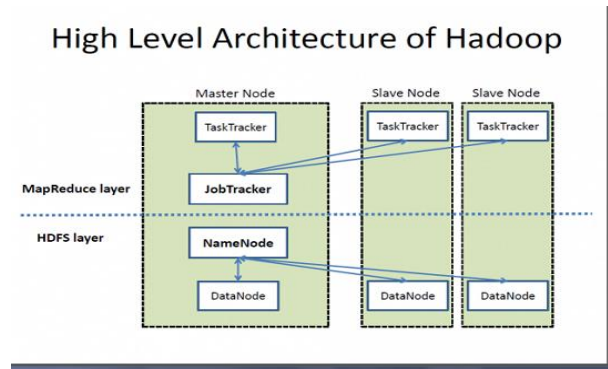 High Level Architecture of Hadoop
Master Node
Slave Node
Slave Node
TaskTracker
TaskTracker
TaskTracker
MapReduce layer
JobTracker
HDFS layer
NameNode
DataNode
DataNode
DataNode